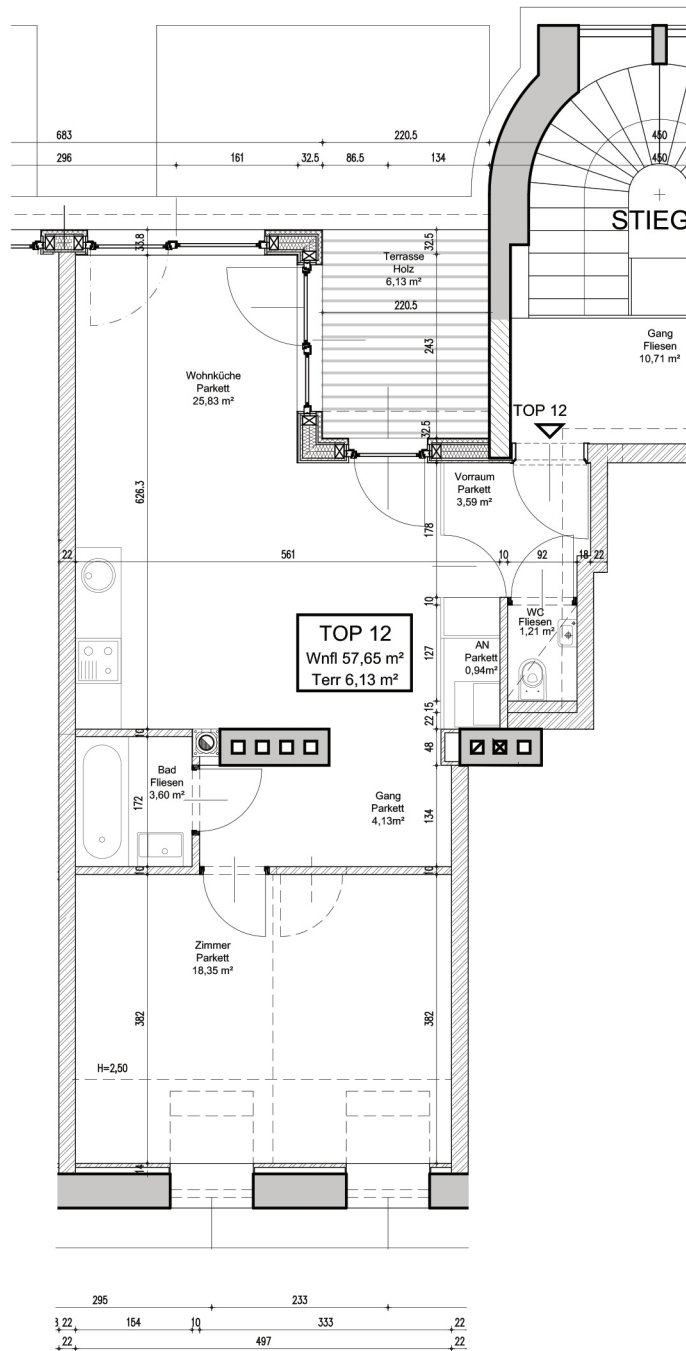 683
220.5
450
296
161
32.5
86.5
134
450
STIEG
33.8
Terrasse
Holz
6,13 m²
32.5
220.5
243
Gang
Fliesen
10,71 m²
Wohnküche
Parkett
25,83 m²
TOP 12
32.5
Vorraum
Parkett
3,59 m²
626.3
178
22
561
10
92
18
22
10
WC
Fliesen
1,21 m²
TOP 12
Wnfl 57,65 m²
Terr 6,13 m²
AN
Parkett
0,94m²
127
15
22
10
48
Bad
Fliesen
3,60 m²
172
Gang
Parkett
4,13m²
134
10
10
Zimmer
Parkett
18,35 m²
382
382
H=2,50
14
295
233
22
154
10
333
22
22
497
22